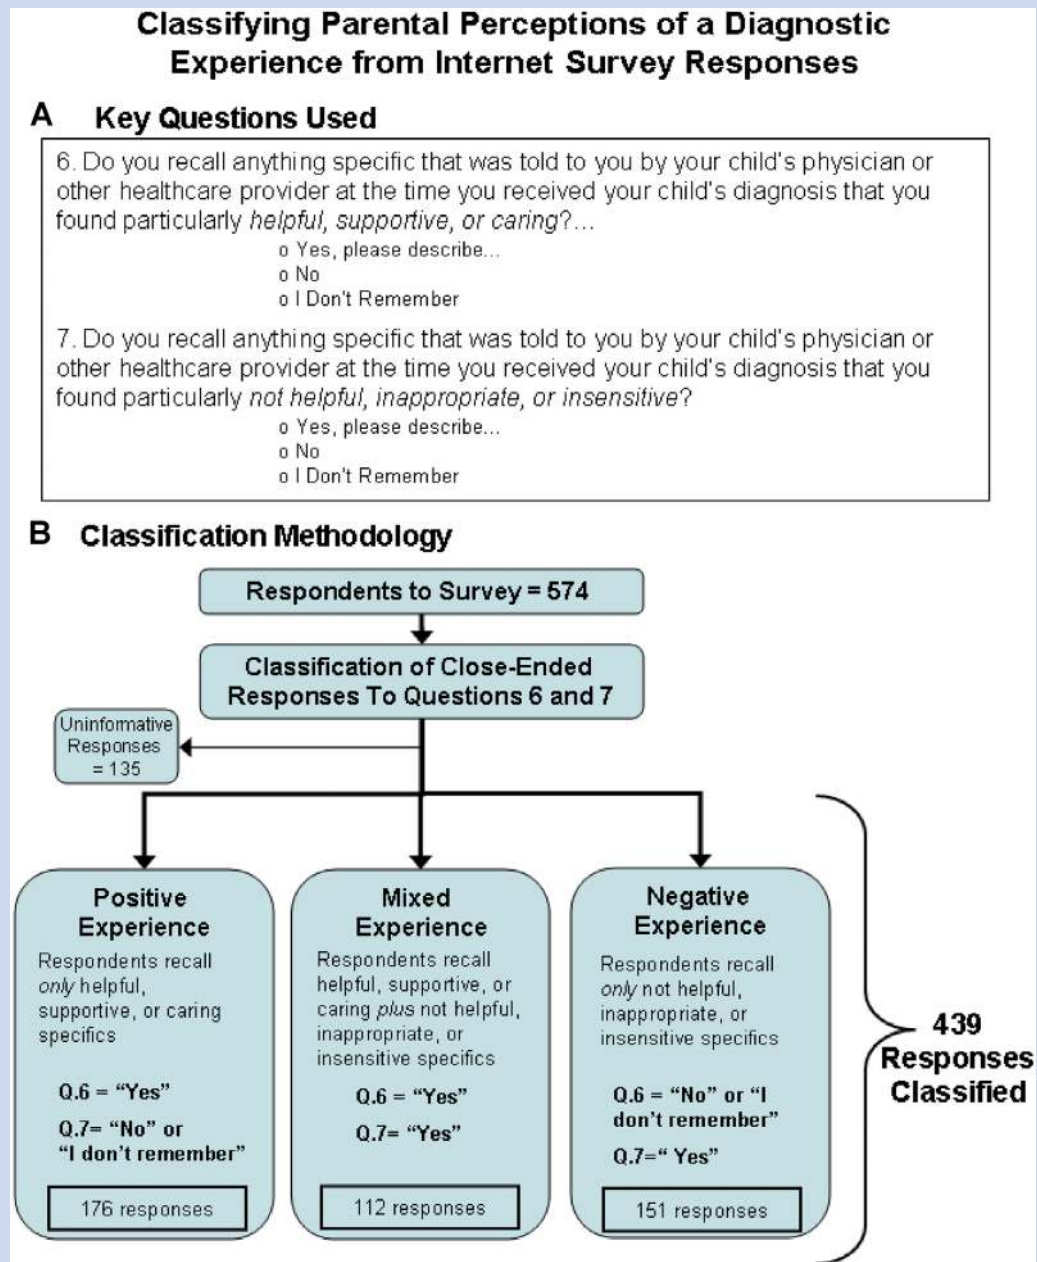 Classifying Parental Perceptions of a Diagnostic
Experience from Internet Survey Responses
A Key Questions Used
6. Do you recall anything specific that was told to you by your child's physician or
other healthcare provider at the time you received your child's diagnosis that you
found particularly helpful, supportive, or caring?...
o Yes, please describe...
o No
o I Don't Remember
7. Do you recall anything specific that was told to you by your child's physician or
other healthcare provider at the time you received your child's diagnosis that you
found particularly not helpful, inappropriate, or insensitive?
o Yes, please describe...
o No
o I Don't Remember
B Classification Methodology
Respondents to Survey = 574
Classification of Close-Ended
Responses To Questions 6 and 7
Uninformative
Responses
= 135
Positive
Experience
Respondents recall
only helpful,
supportive, or caring
specifics
Q.6 = “Yes”
Q.7= “No” or
“I don’t remember”
176 responses
Mixed
Experience
Respondents recall
helpful, supportive, or
caring plus not helpful,
inappropriate, or
insensitive specifics
Q.6 = “Yes”
Q.7= “Yes”
112 responses
Negative
Experience
Respondents recall
only not helpful,
inappropriate, or
insensitive specifics
Q.6 = “No” or “I
don’t remember”
Q.7=“ Yes”
151 responses
439
Responses
Classified